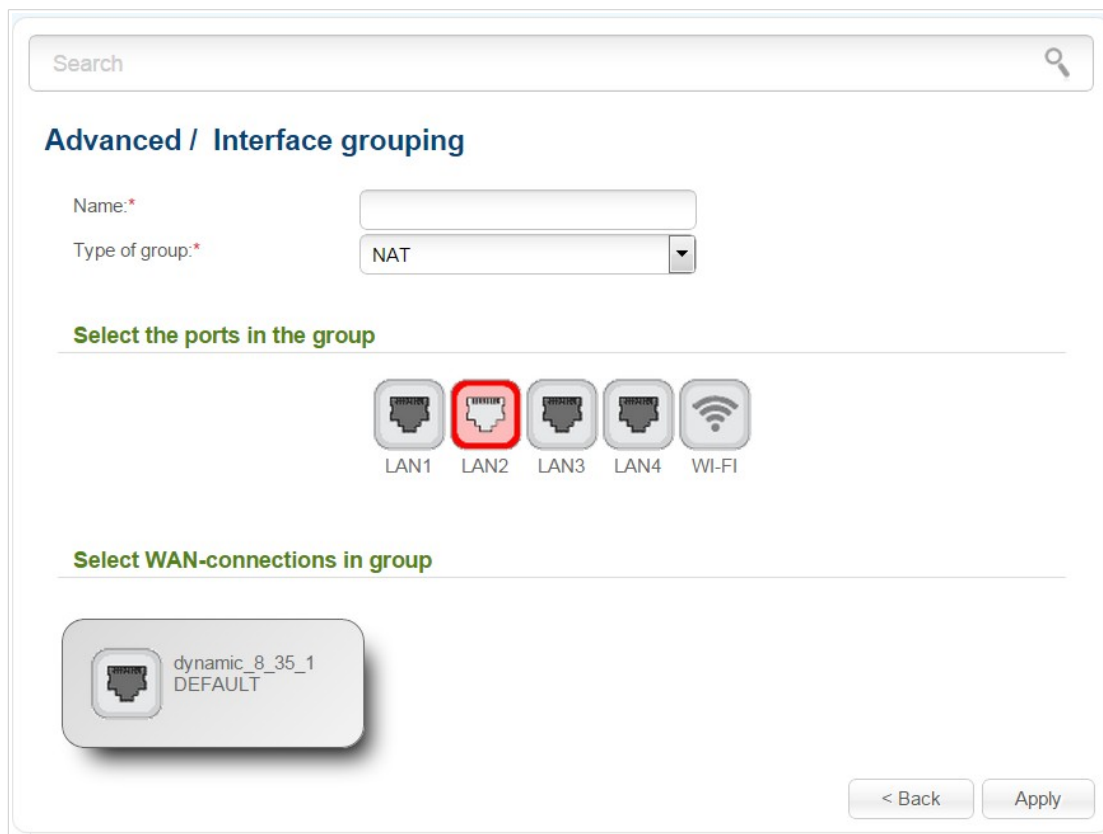 Search
Advanced / Interface grouping
Name:*
Type of group:*
NAT
Select the ports in the group
LAN1 LAN2 LAN3 LAN4 WI-FI
Select WAN-connections in group
dynamic_8_35_1
DEFAULT
< Back Apply